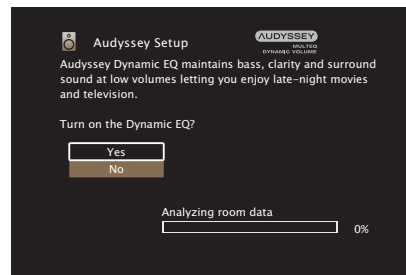 Audyssey Setup
AUDYSSEY
MULTEQ
DYNAMIC VOLUME
Audyssey Dynamic EQ maintains bass, clarity and surround
sound at low volumes letting you enjoy late-night movies
and television.
Turn on the Dynamic EQ?
Yes
No
Analyzing room data
0%